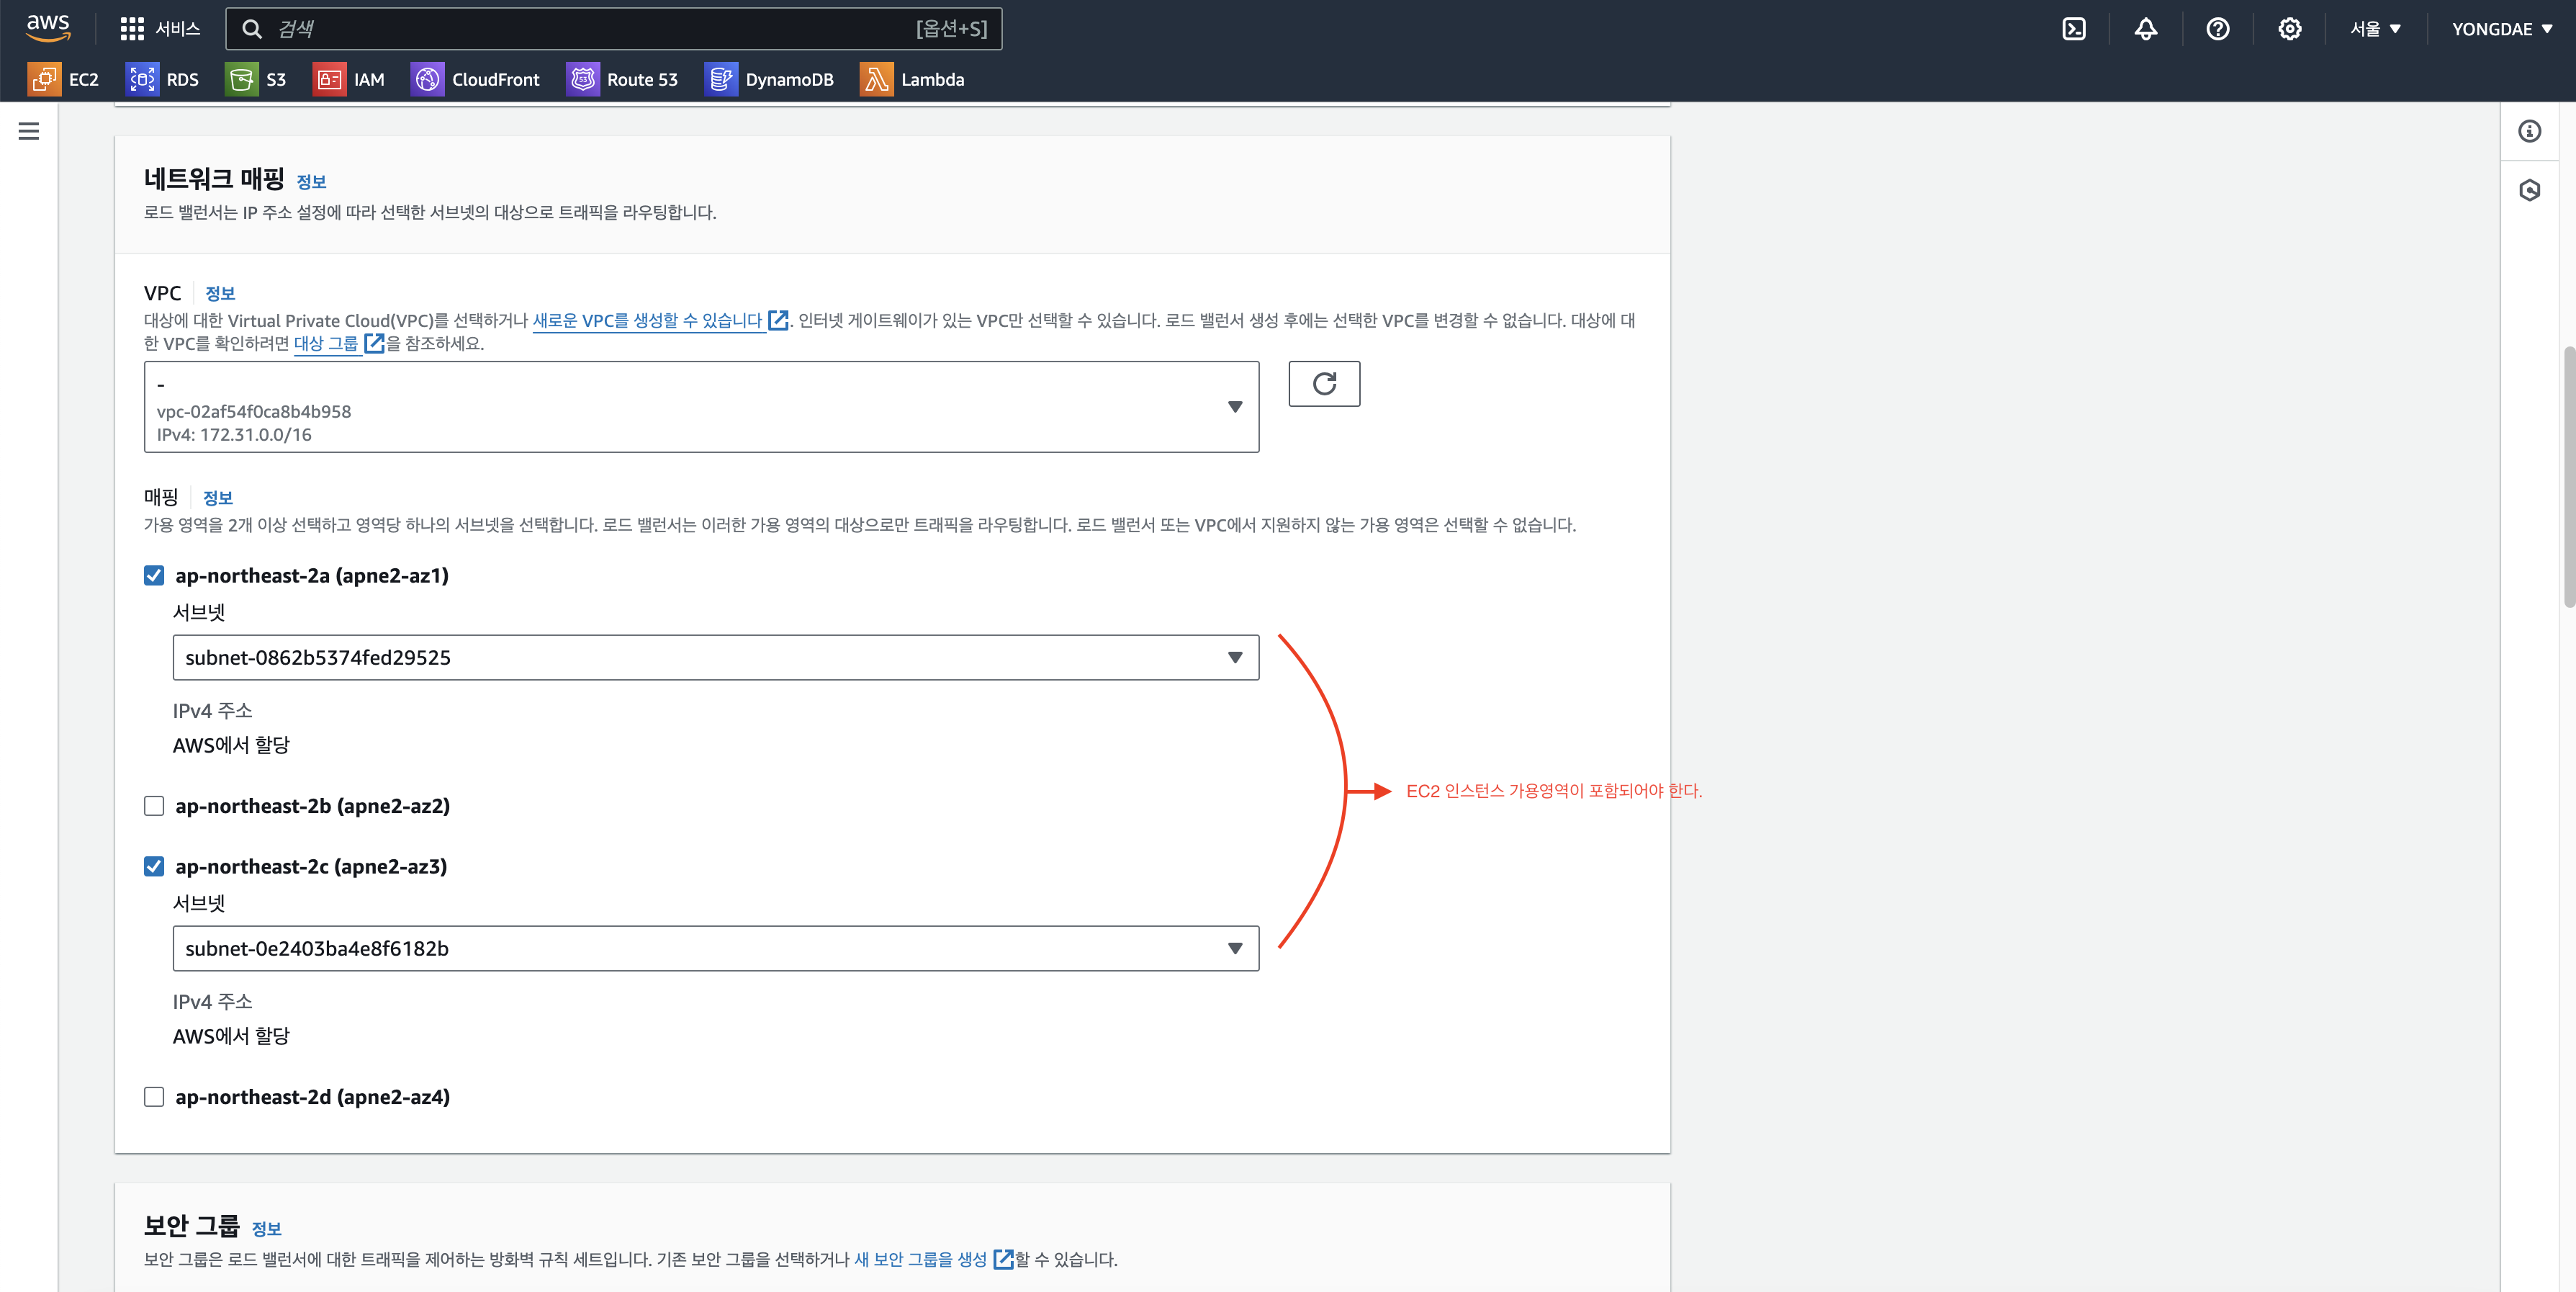 aws
서비스
검색
[옵션+S]
서울 ▼
YONGDAE ▼
EC2
RDS
S3
IAM
CloudFront
Route 53
DynamoDB
Lambda
네트워크 매핑 정보
로드 밸런서는 IP 주소 설정에 따라 선택한 서브넷의 대상으로 트래픽을 라우팅합니다.
VPC 정보
대상에 대한 Virtual Private Cloud(VPC)를 선택하거나 새로운 VPC를 생성할 수 있습니다. 인터넷 게이트웨이가 있는 VPC만 선택할 수 있습니다. 로드 밸런서 생성 후에는 선택한 VPC를 변경할 수 없습니다. 대상에 대
한 VPC를 확인하려면 대상 그룹을 참조하세요.
-
vpc-02af54f0ca8b4b958
IPv4: 172.31.0.0/16
매핑 정보
가용 영역을 2개 이상 선택하고 영역당 하나의 서브넷을 선택합니다. 로드 밸런서는 이러한 가용 영역의 대상으로만 트래픽을 라우팅합니다. 로드 밸런서 또는 VPC에서 지원하지 않는 가용 영역은 선택할 수 없습니다.
ap-northeast-2a (apne2-az1)
서브넷
subnet-0862b5374fed29525
IPv4 주소
AWS에서 할당
EC2 인스턴스 가용영역이 포함되어야 한다.
ap-northeast-2b (apne2-az2)
ap-northeast-2c (apne2-az3)
서브넷
subnet-0e2403ba4e8f6182b
IPv4 주소
AWS에서 할당
ap-northeast-2d (apne2-az4)
보안 그룹 정보
보안 그룹은 로드 밸런서에 대한 트래픽을 제어하는 방화벽 규칙 세트입니다. 기존 보안 그룹을 선택하거나 새 보안 그룹을 생성할 수 있습니다.